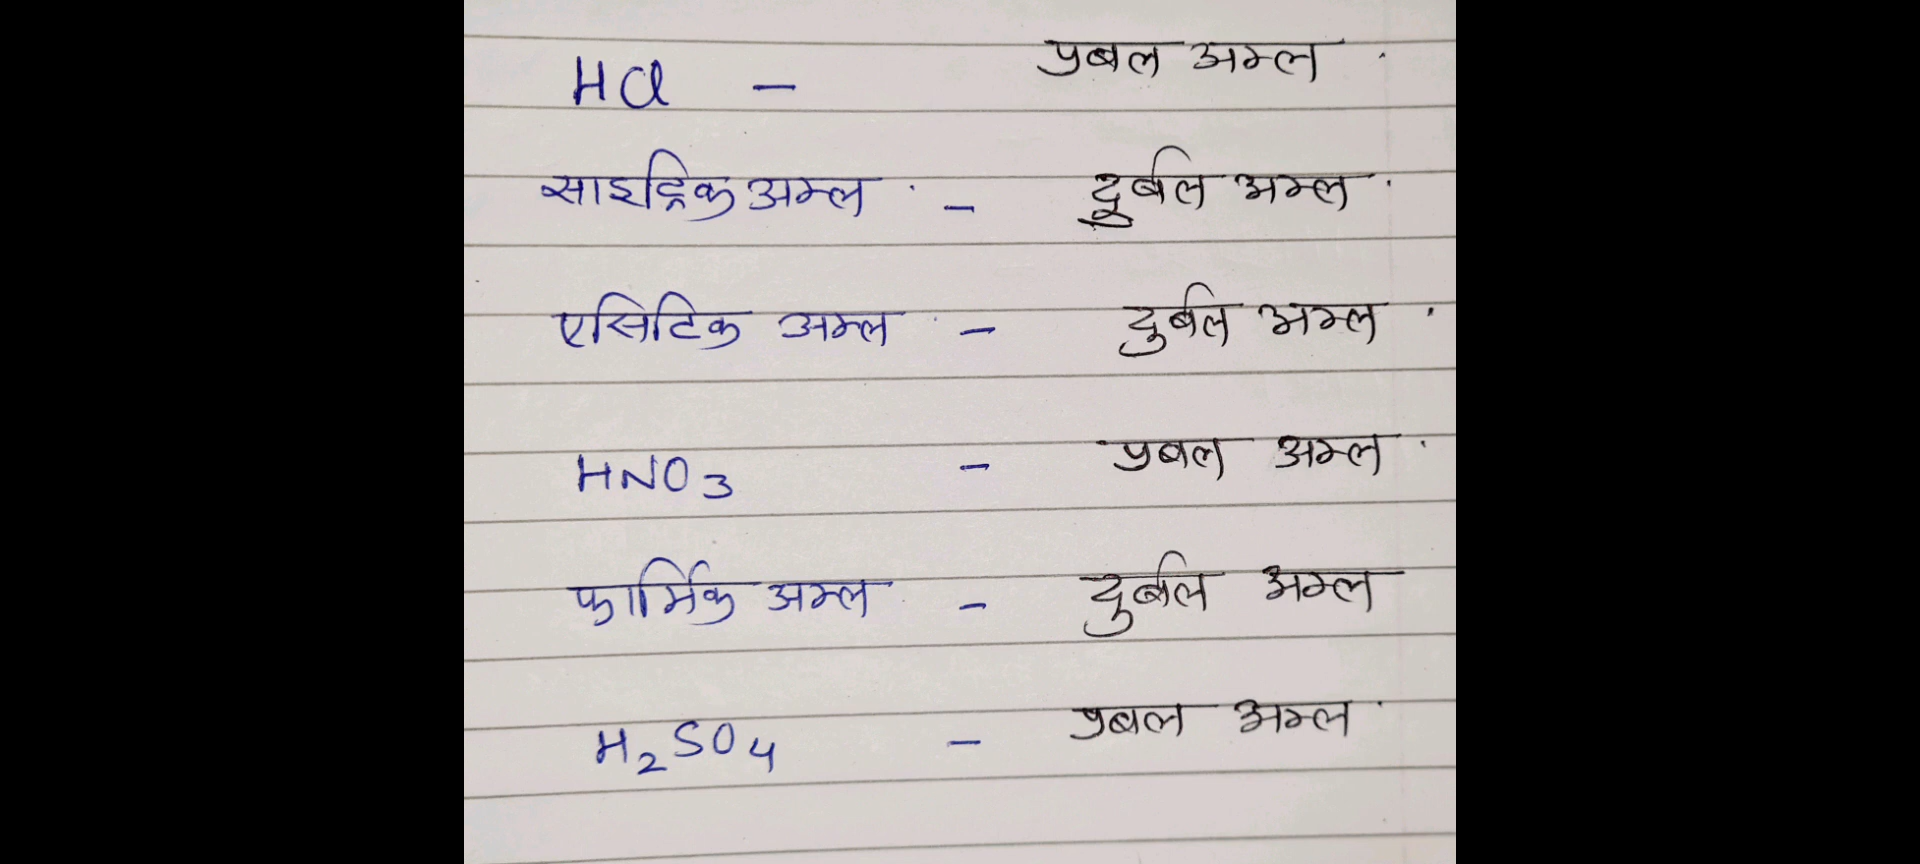 HCl - प्रबल अम्ल
साइट्रिक अम्ल - दुर्बल अम्ल
एसिटिक अम्ल - दुर्बल अम्ल
HNO3 - प्रबल अम्ल
फार्मिक अम्ल - दुर्बल अम्ल
H2SO4 - प्रबल अम्ल